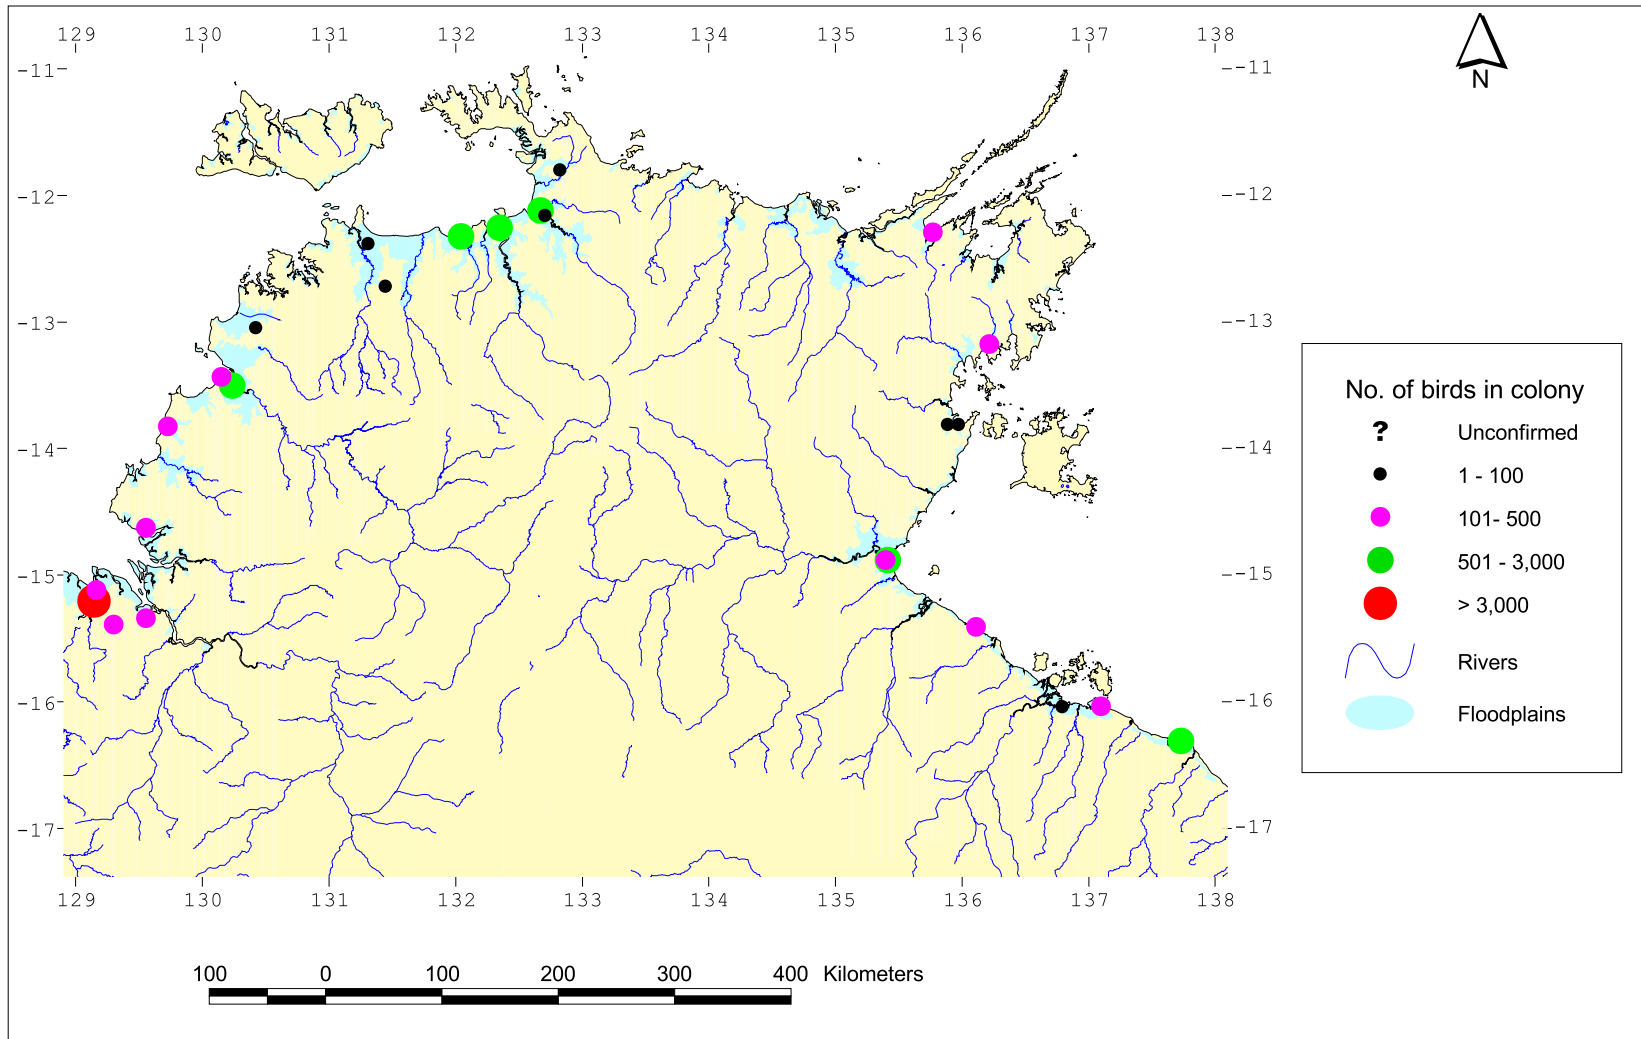 129 130 131 132 133 134 135 136 137 138
N
-11 --11
-12 --12
-13 --13
-14 --14
-15 --15
-16 --16
-17 --17
129 130 131 132 133 134 135 136 137 138
No. of birds in colony
? Unconfirmed
1 - 100
101- 500
501 - 3,000
> 3,000
Rivers
Floodplains
100 0 100 200 300 400 Kilometers